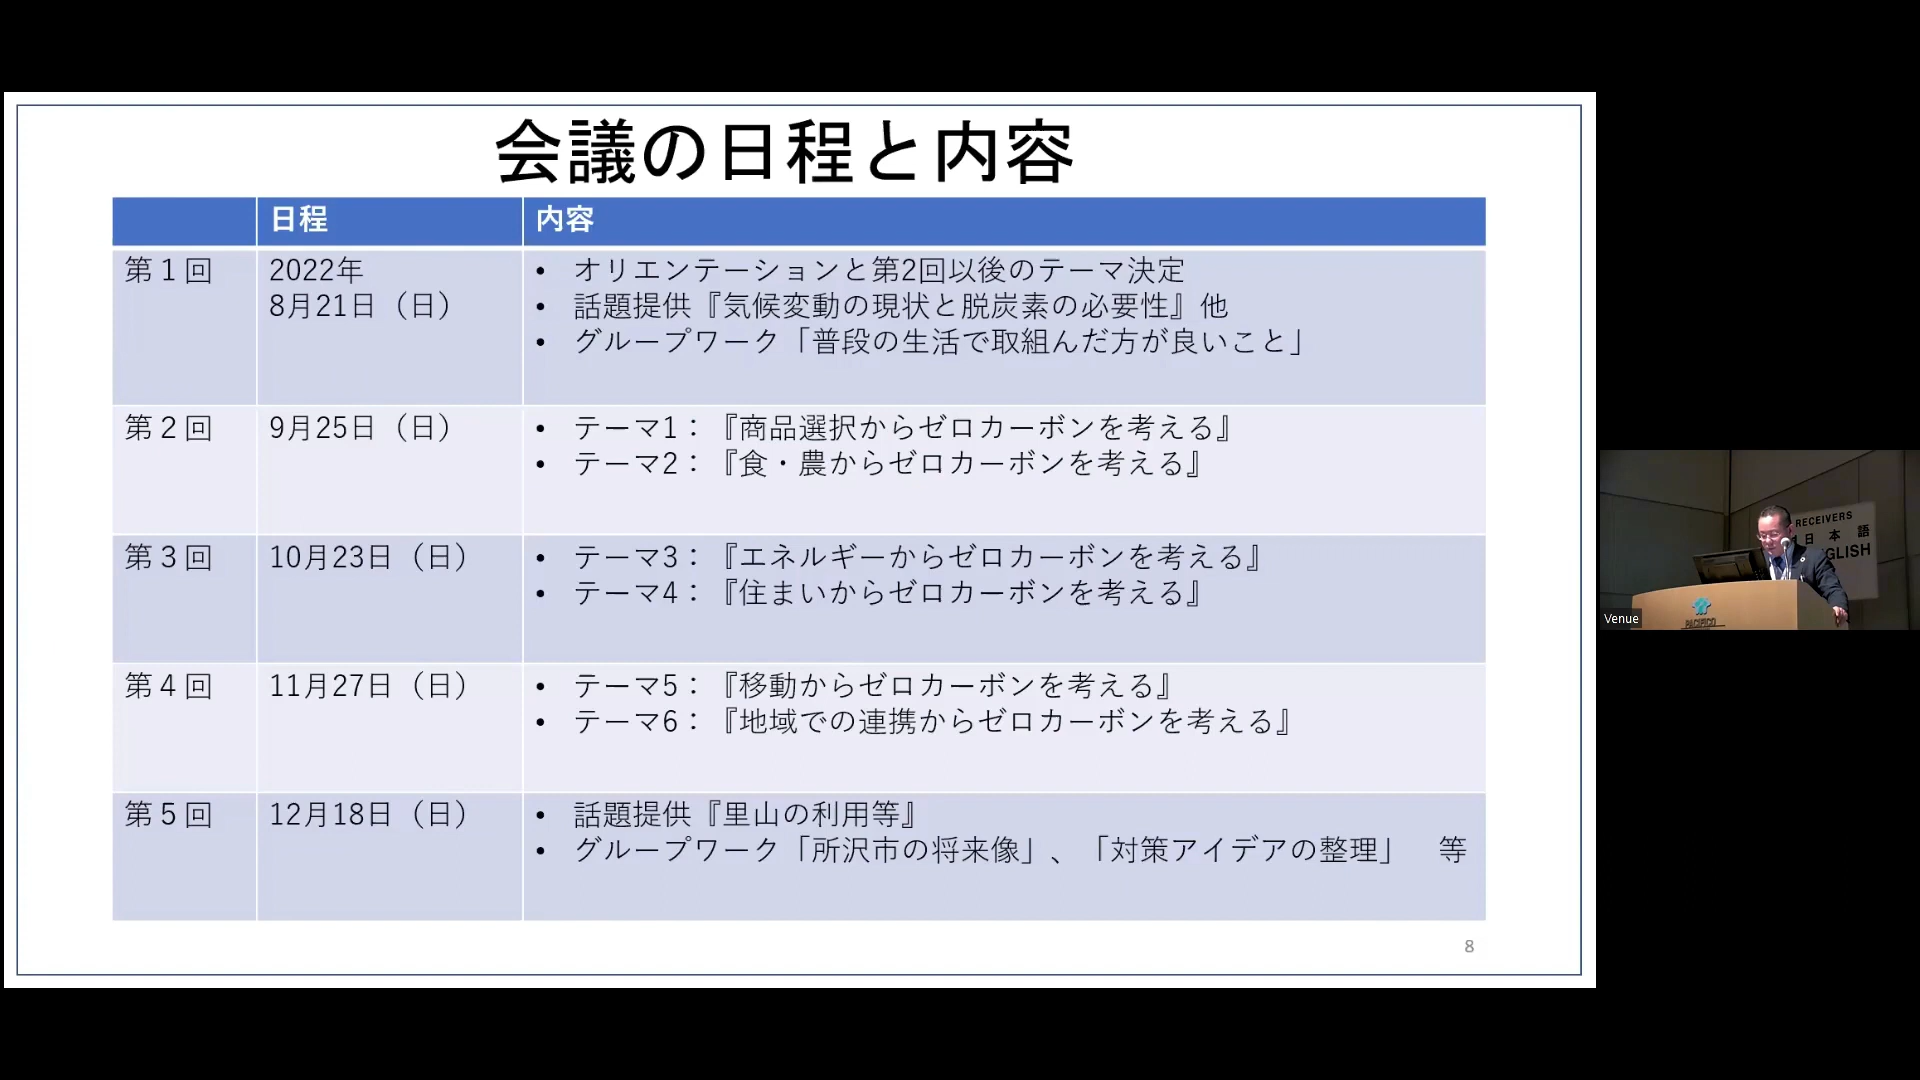 会議の日程と内容
日程
内容
第１回
2022年
8月21日（日）
• オリエンテーションと第2回以後のテーマ決定
• 話題提供『気候変動の現状と脱炭素の必要性』他
• グループワーク「普段の生活で取組んだ方が良いこと」
第２回
9月25日（日）
• テーマ1：『商品選択からゼロカーボンを考える』
• テーマ2：『食・農からゼロカーボンを考える』
第３回
10月23日（日）
• テーマ3：『エネルギーからゼロカーボンを考える』
• テーマ4：『住まいからゼロカーボンを考える』
第４回
11月27日（日）
• テーマ5：『移動からゼロカーボンを考える』
• テーマ6：『地域での連携からゼロカーボンを考える』
第５回
12月18日（日）
• 話題提供『里山の利用等』
• グループワーク「所沢市の将来像」、「対策アイデアの整理」　等
8
RECEIVERS
日本語
GLISH
PACIFICO
Venue